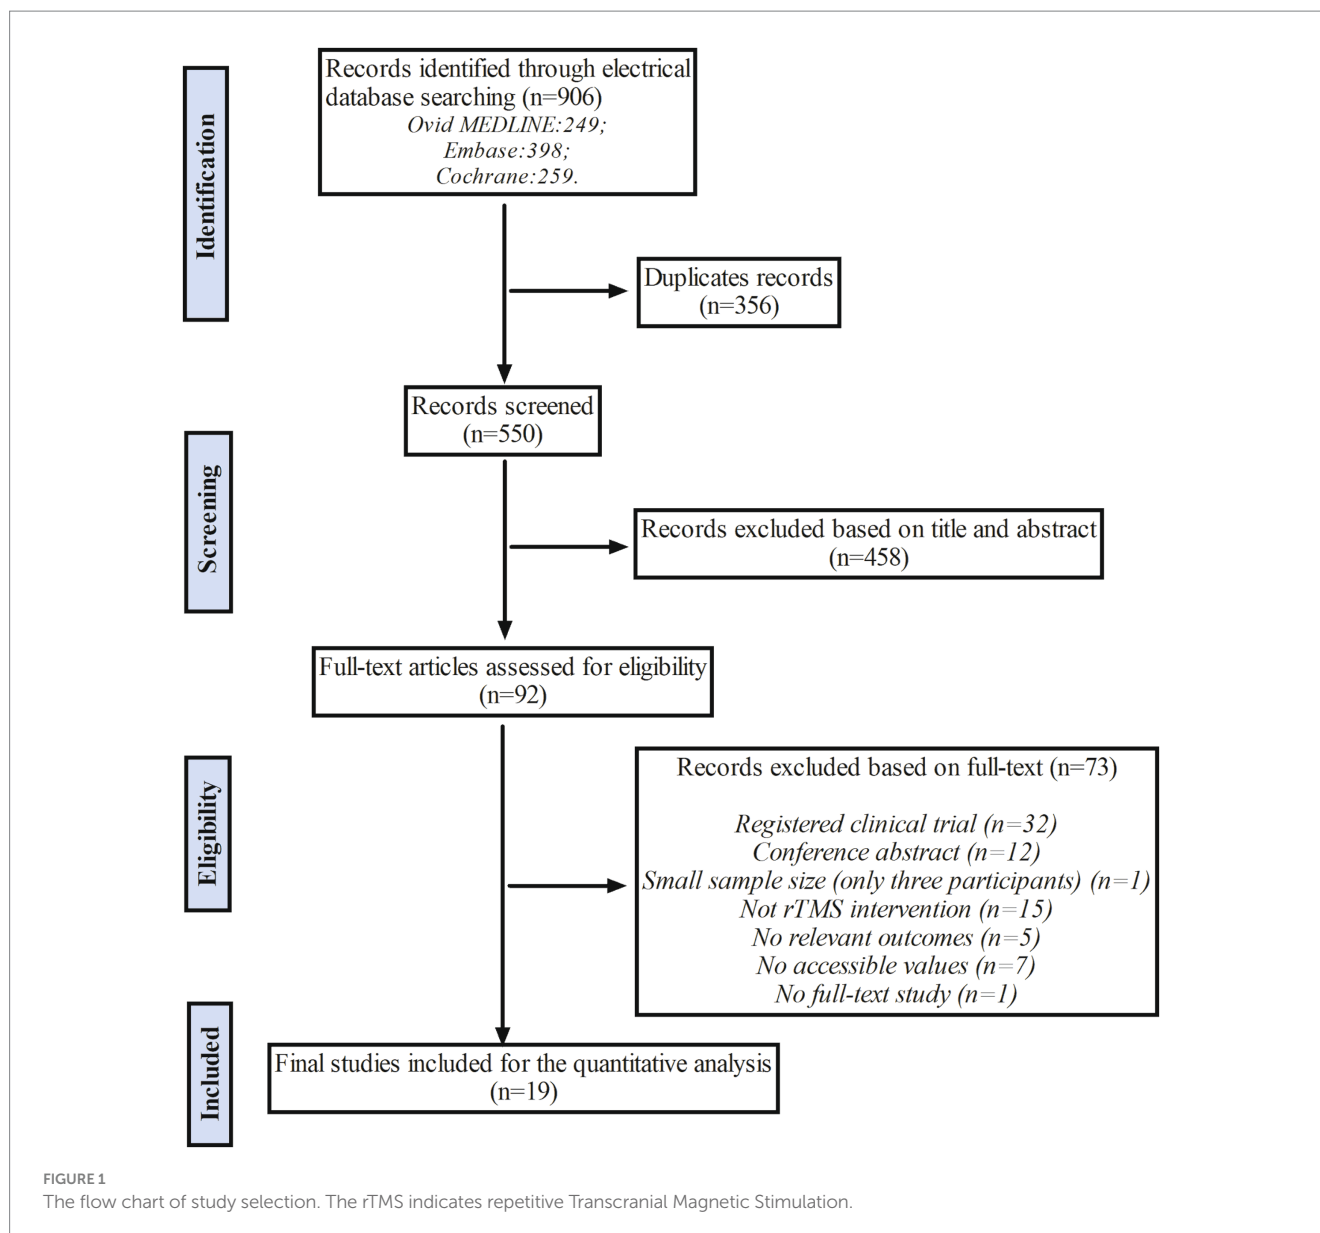 Identification
Records identified through electrical
database searching (n=906)
Ovid MEDLINE:249;
Embase:398;
Cochrane:259.
Duplicates records
(n=356)
Screening
Records screened
(n=550)
Records excluded based on title and abstract
(n=458)
Eligibility
Full-text articles assessed for eligibility
(n=92)
Records excluded based on full-text (n=73)
Registered clinical trial (n=32)
Conference abstract (n=12)
Small sample size (only three participants) (n=1)
Not rTMS intervention (n=15)
No relevant outcomes (n=5)
No accessible values (n=7)
No full-text study (n=1)
Included
Final studies included for the quantitative analysis
(n=19)
FIGURE 1
The flow chart of study selection. The rTMS indicates repetitive Transcranial Magnetic Stimulation.